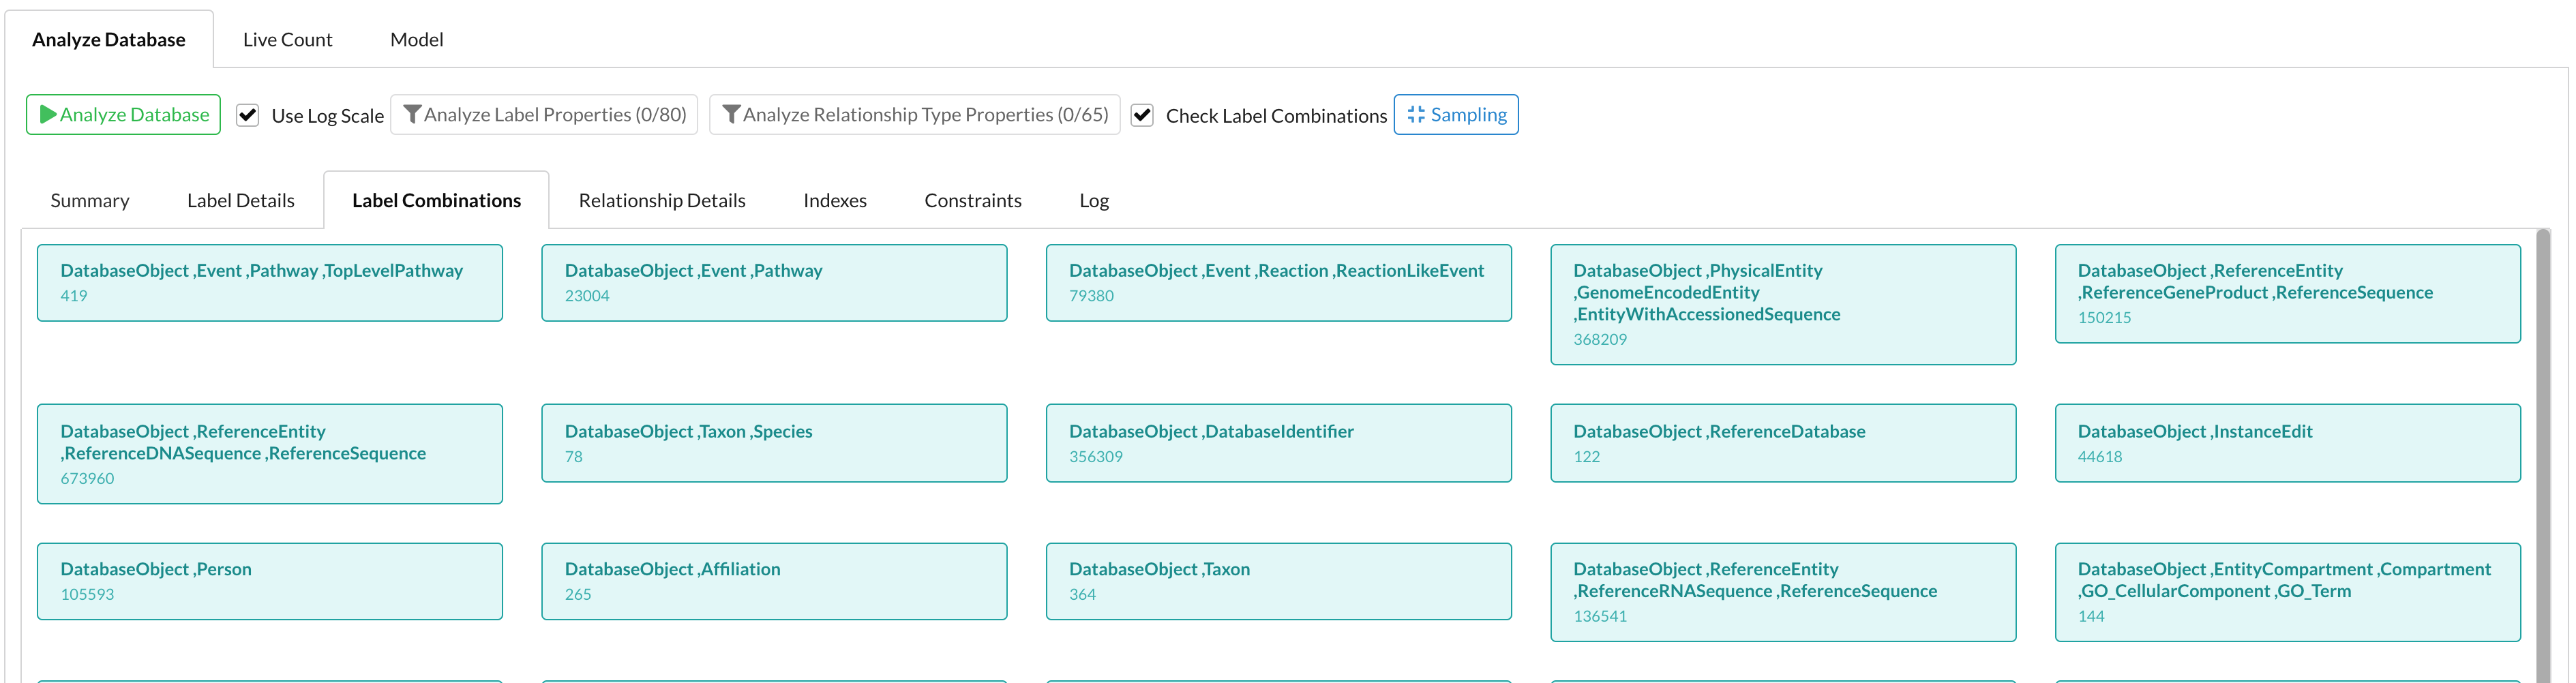 Analyze Database Live Count Model
Analyze Database Use Log Scale Analyze Label Properties (0/80) Analyze Relationship Type Properties (0/65) Check Label Combinations Sampling
Summary Label Details Label Combinations Relationship Details Indexes Constraints Log
DatabaseObject ,Event ,Pathway ,TopLevelPathway
419
DatabaseObject ,Event ,Pathway
23004
DatabaseObject ,Event ,Reaction ,ReactionLikeEvent
79380
DatabaseObject ,PhysicalEntity
,GenomeEncodedEntity
,EntityWithAccessionedSequence
368209
DatabaseObject ,ReferenceEntity
,ReferenceGeneProduct ,ReferenceSequence
150215
DatabaseObject ,ReferenceEntity
,ReferenceDNASequence ,ReferenceSequence
673960
DatabaseObject ,Taxon ,Species
78
DatabaseObject ,DatabaseIdentifier
356309
DatabaseObject ,ReferenceDatabase
122
DatabaseObject ,InstanceEdit
44618
DatabaseObject ,Person
105593
DatabaseObject ,Affiliation
265
DatabaseObject ,Taxon
364
DatabaseObject ,ReferenceEntity
,ReferenceRNASequence ,ReferenceSequence
136541
DatabaseObject ,EntityCompartment ,Compartment
,GO_CellularComponent ,GO_Term
144